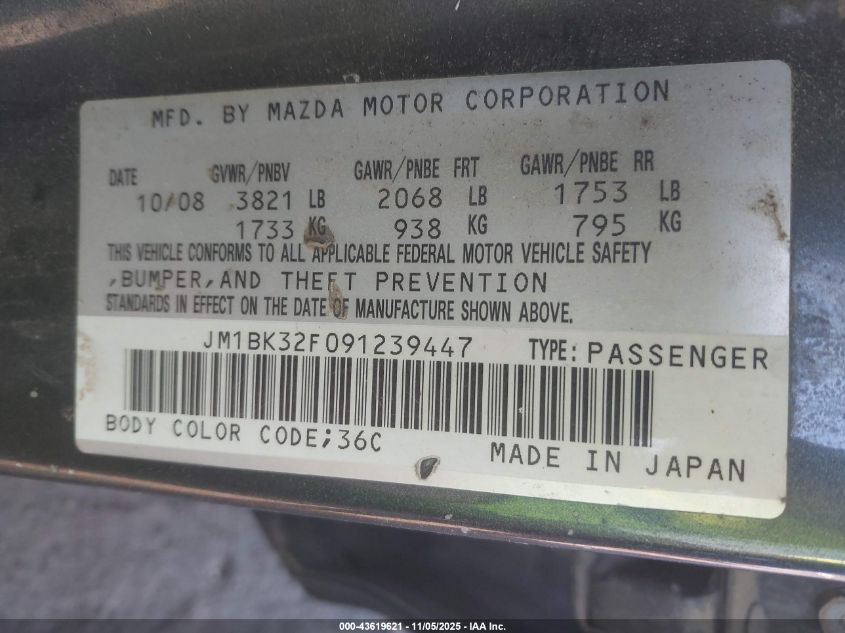 MFD. BY MAZDA MOTOR CORPORATION
DATE GVWR/PNBV GAWR/PNBE FRT GAWR/PNBE RR
10/08 3821 LB 2068 LB 1753 LB
1733 KG 938 KG 795 KG
THIS VEHICLE CONFORMS TO ALL APPLICABLE FEDERAL MOTOR VEHICLE SAFETY
,BUMPER,AND THEFT PREVENTION
STANDARDS IN EFFECT ON THE DATE OF MANUFACTURE SHOWN ABOVE.
JM1BK32F091239447 TYPE: PASSENGER
BODY COLOR CODE;36C
MADE IN JAPAN
000-43619621 - 11/05/2025 - IAA Inc.